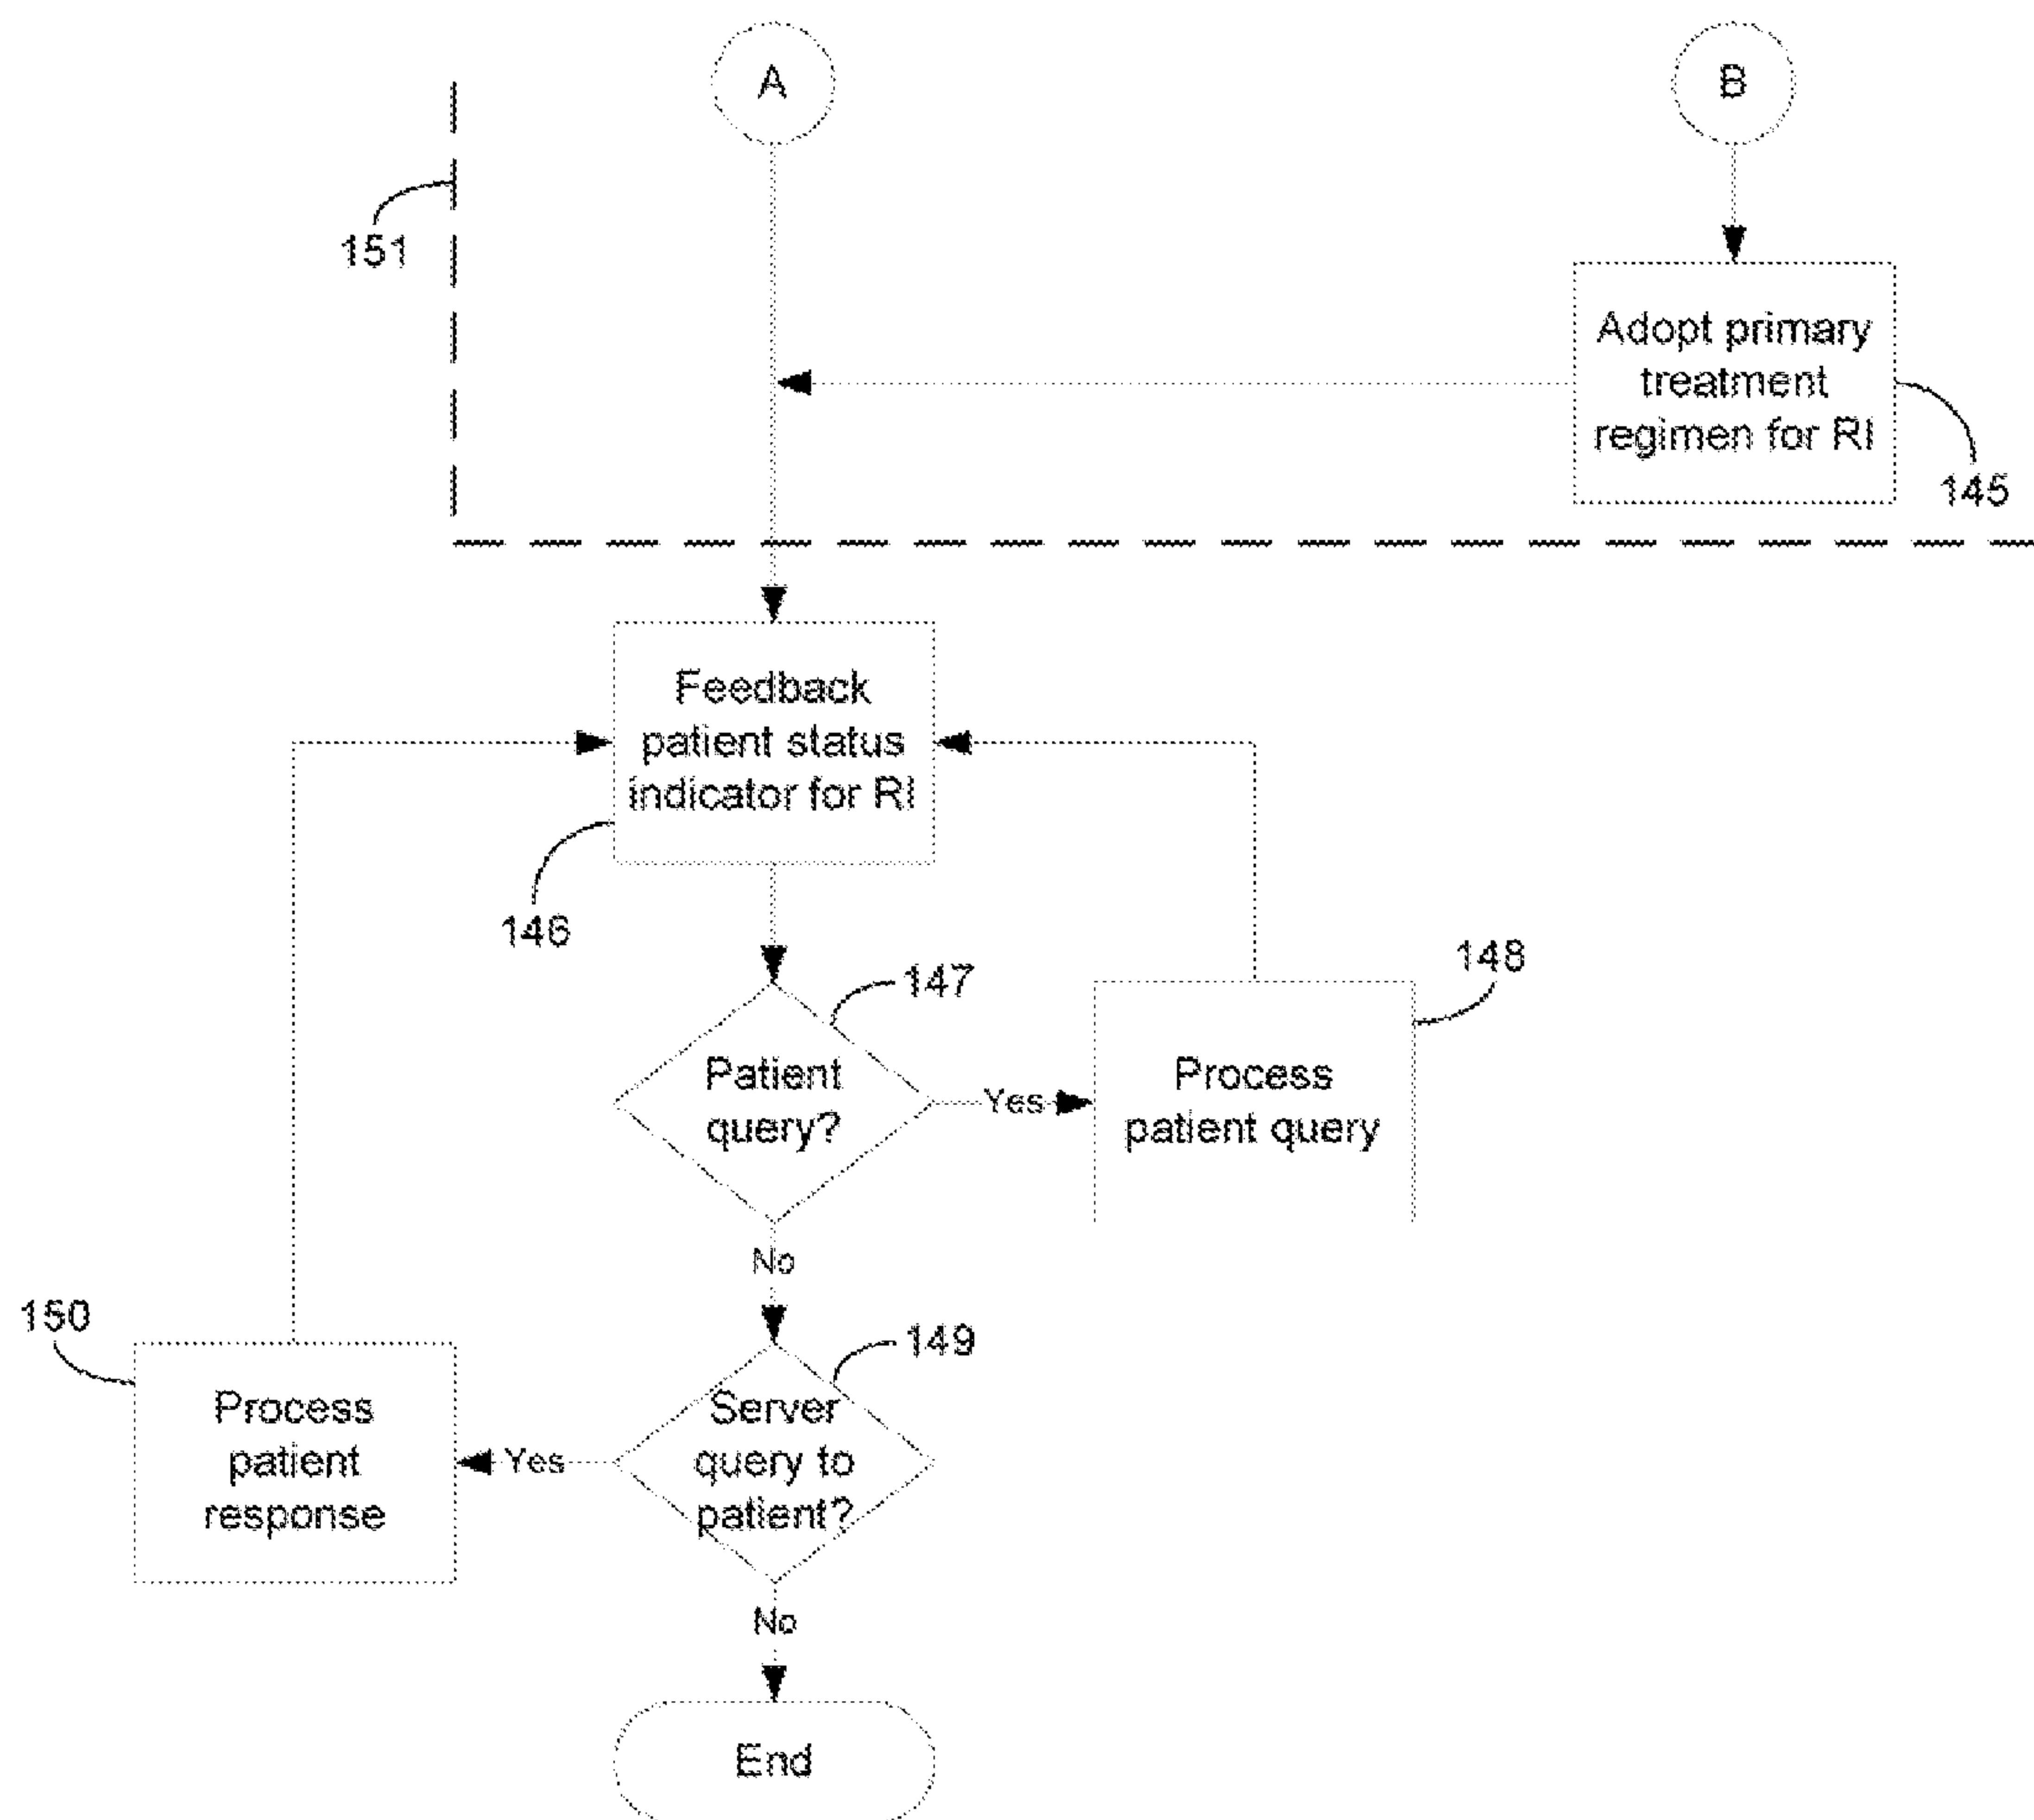 A
B
151
Adopt primary
treatment
regimen for RI
145
Feedback
patient status
indicator for RI
146
147
148
Patient
query?
Yes
Process
patient query
No
150
149
Process
patient
response
Yes
Server
query to
patient?
No
End